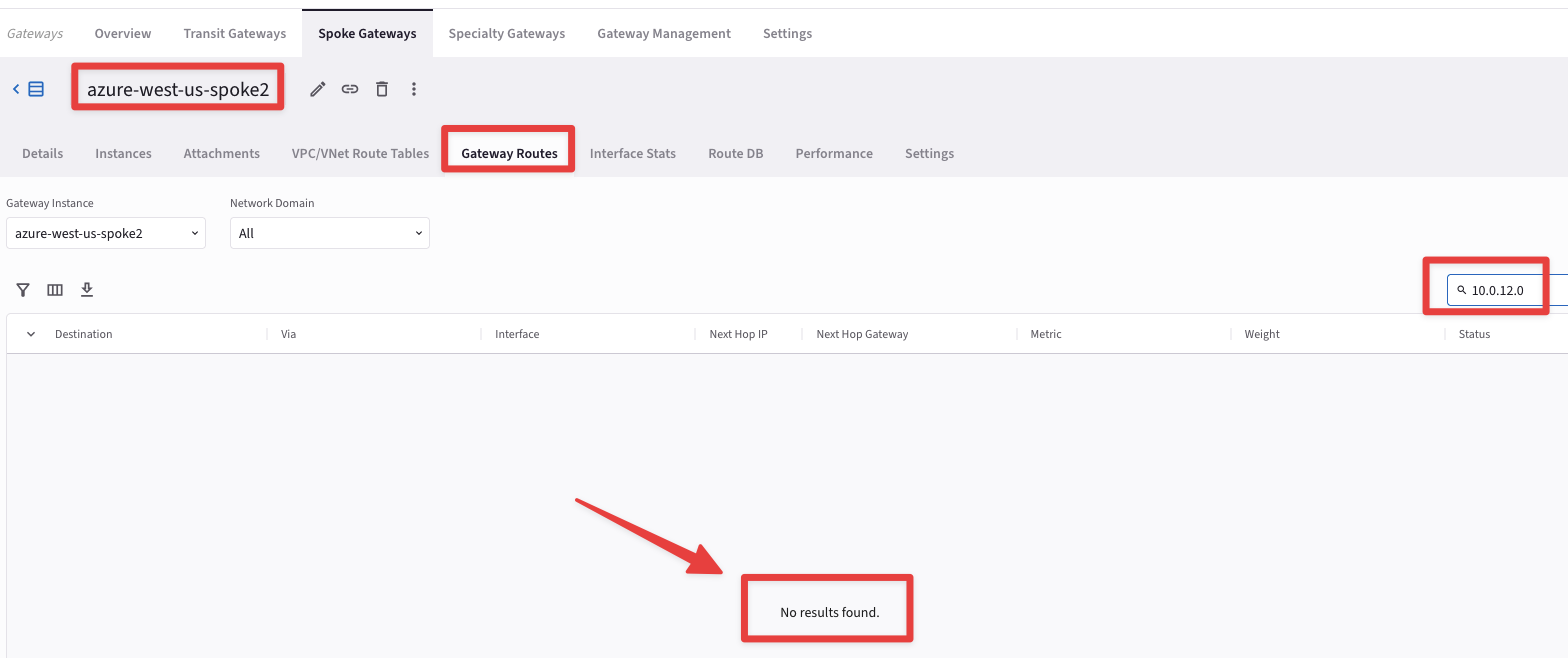 Gateways Overview Transit Gateways Spoke Gateways Specialty Gateways Gateway Management Settings
azure-west-us-spoke2
Details Instances Attachments VPC/VNet Route Tables Gateway Routes Interface Stats Route DB Performance Settings
Gateway Instance Network Domain
azure-west-us-spoke2 All
10.0.12.0
Destination Via Interface Next Hop IP Next Hop Gateway Metric Weight Status
No results found.